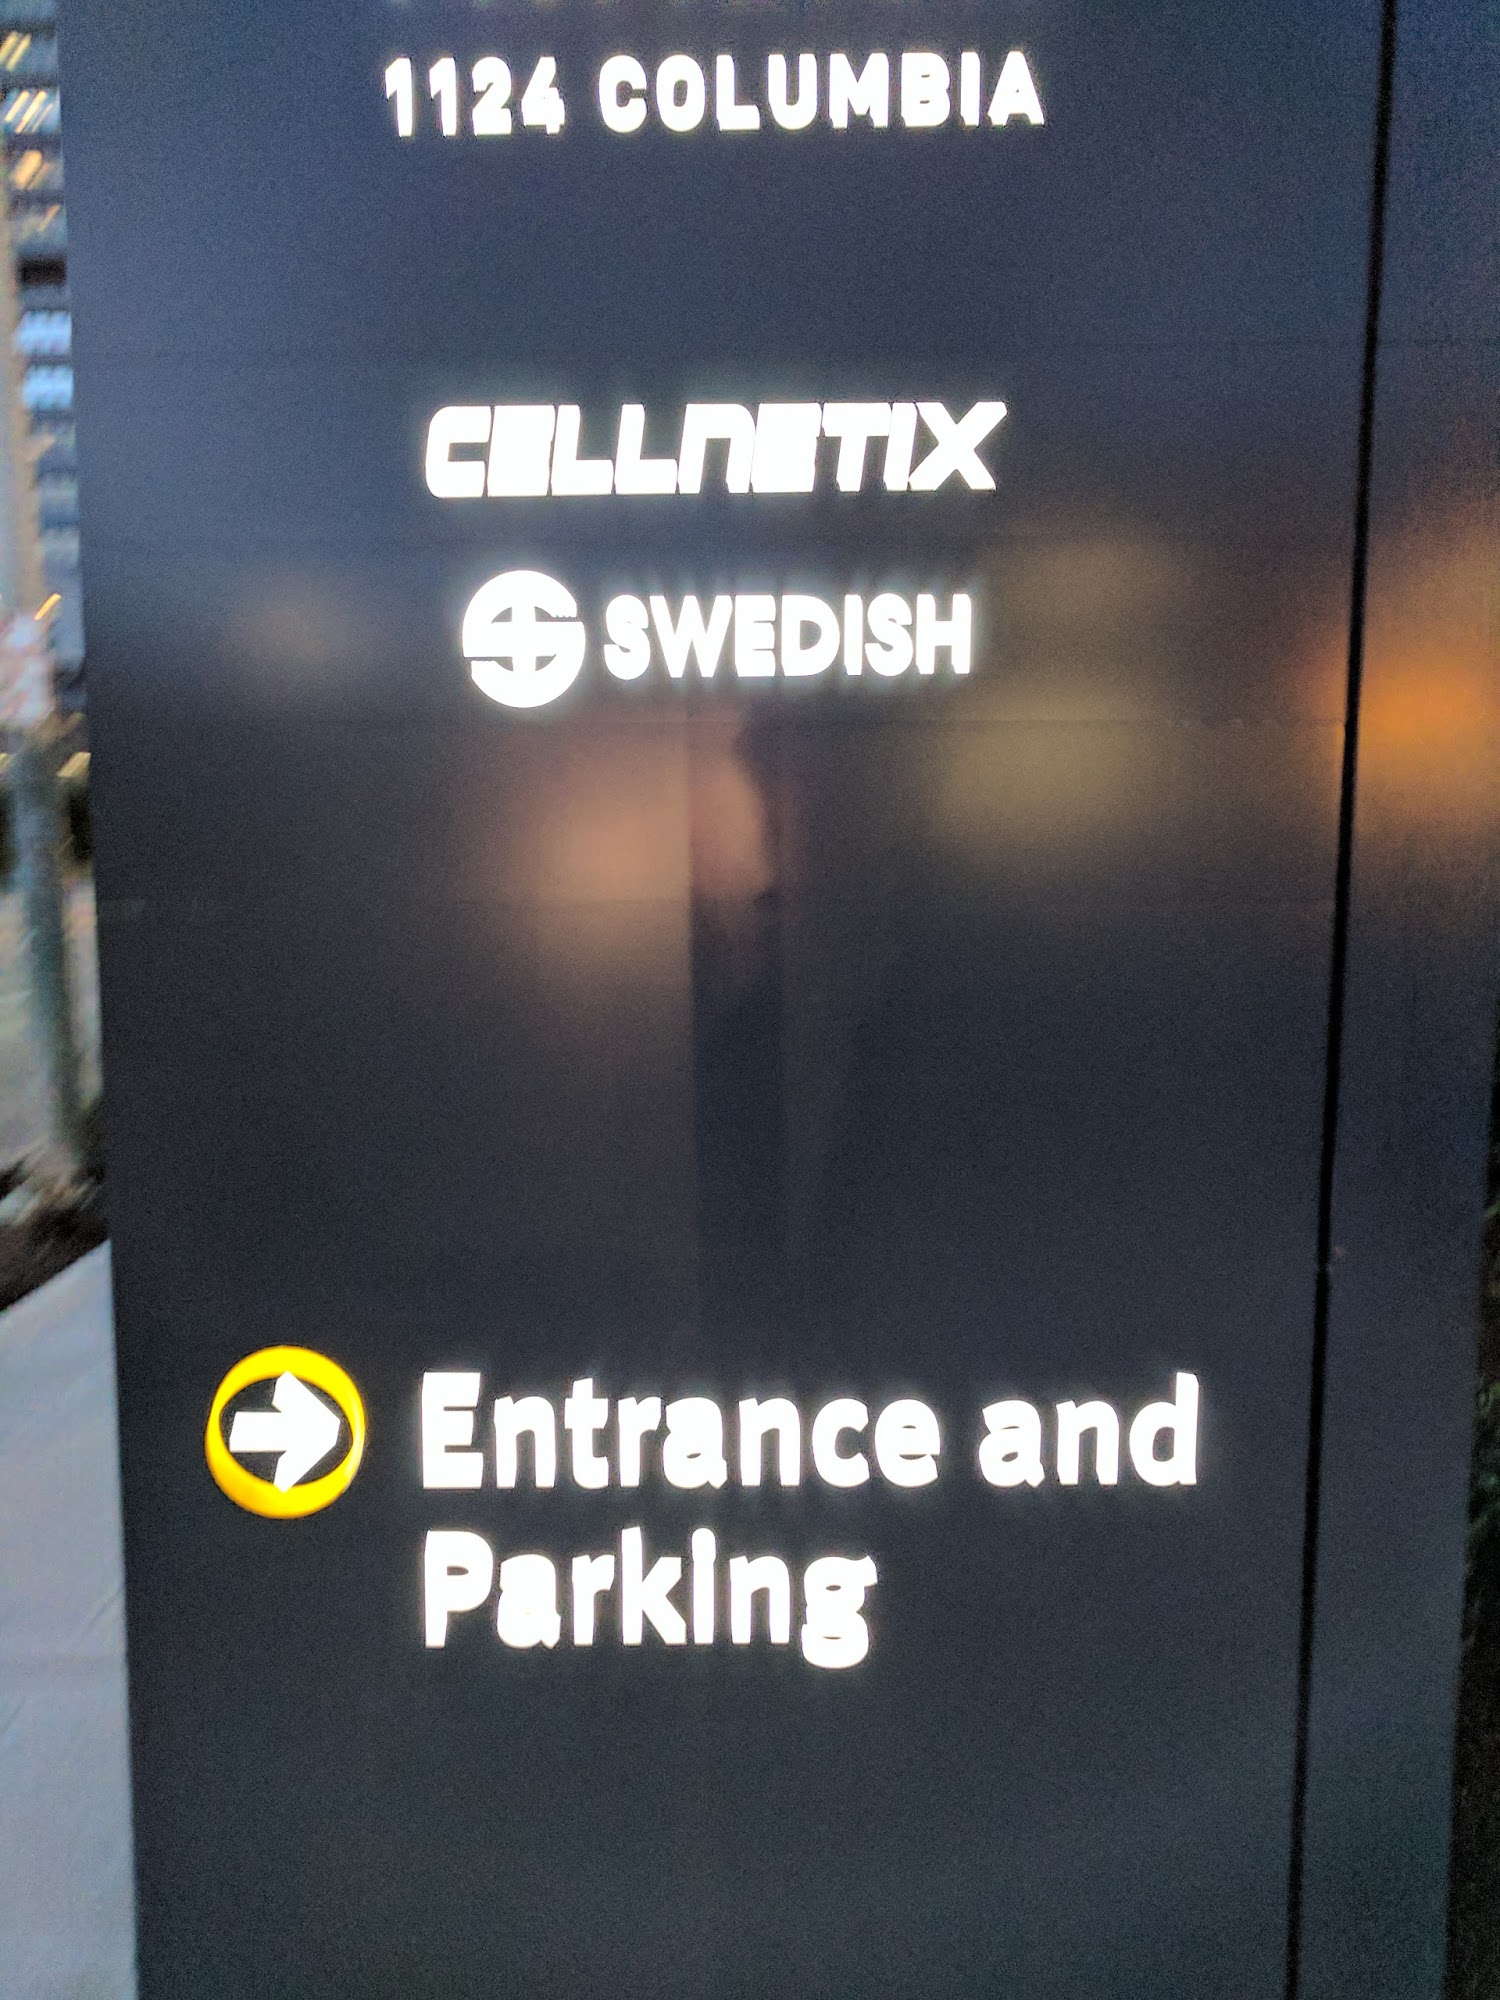 1124 COLUMBIA
CELLNETIX
SWEDISH
Entrance and
Parking